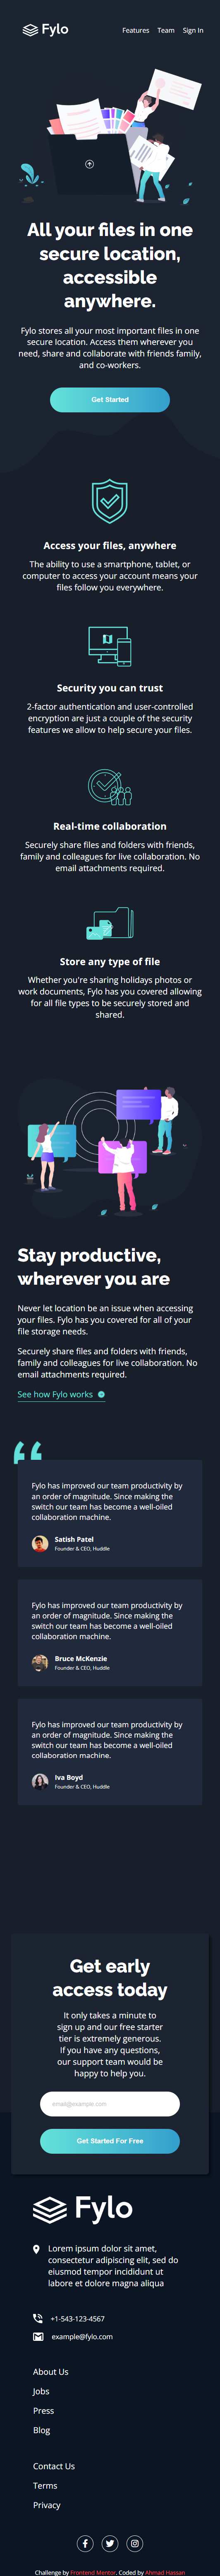 Fylo
Features Team Sign In
All your files in one
secure location,
accessible
anywhere.
Fylo stores all your most important files in one
secure location. Access them wherever you
need, share and collaborate with friends family,
and co-workers.
Get Started
Access your files, anywhere
The ability to use a smartphone, tablet, or
computer to access your account means your
files follow you everywhere.
Security you can trust
2-factor authentication and user-controlled
encryption are just a couple of the security
features we allow to help secure your files.
Real-time collaboration
Securely share files and folders with friends,
family and colleagues for live collaboration. No
email attachments required.
Store any type of file
Whether you're sharing holidays photos or
work documents, Fylo has you covered allowing
for all file types to be securely stored and
shared.
Stay productive,
wherever you are
Never let location be an issue when accessing
your files. Fylo has you covered for all of your
file storage needs.
Securely share files and folders with friends,
family and colleagues for live collaboration. No
email attachments required.
See how Fylo works
Fylo has improved our team productivity by
an order of magnitude. Since making the
switch our team has become a well-oiled
collaboration machine.
Satish Patel
Founder & CEO, Huddle
Fylo has improved our team productivity by
an order of magnitude. Since making the
switch our team has become a well-oiled
collaboration machine.
Bruce McKenzie
Founder & CEO, Huddle
Fylo has improved our team productivity by
an order of magnitude. Since making the
switch our team has become a well-oiled
collaboration machine.
Iva Boyd
Founder & CEO, Huddle
Get early
access today
It only takes a minute to
sign up and our free starter
tier is extremely generous.
If you have any questions,
our support team would be
happy to help you.
email@example.com
Get Started For Free
Fylo
Lorem ipsum dolor sit amet,
consectetur adipiscing elit, sed do
eiusmod tempor incididunt ut
labore et dolore magna aliqua
+1-543-123-4567
example@fylo.com
About Us
Jobs
Press
Blog
Contact Us
Terms
Privacy
Challenge by Frontend Mentor. Coded by Ahmad Hassan